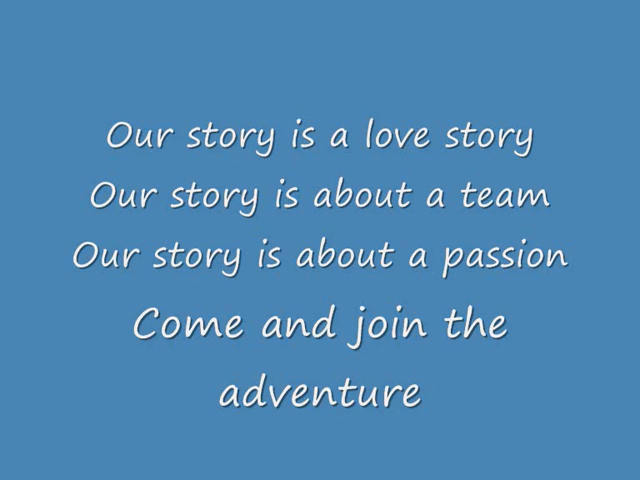 Our story is a love story
Our story is about a team
Our story is about a passion
Come and join the
adventure